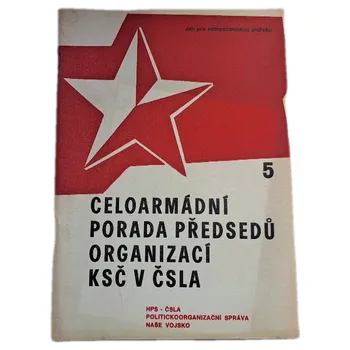 Jen pro vnitrostranickou potřebu
5
CELOARMÁDNÍ
PORADA PŘEDSEDŮ
ORGANIZACÍ
KSČ V ČSLA
HPS - ČSLA
POLITICKOORGANIZAČNÍ SPRÁVA
NAŠE VOJSKO